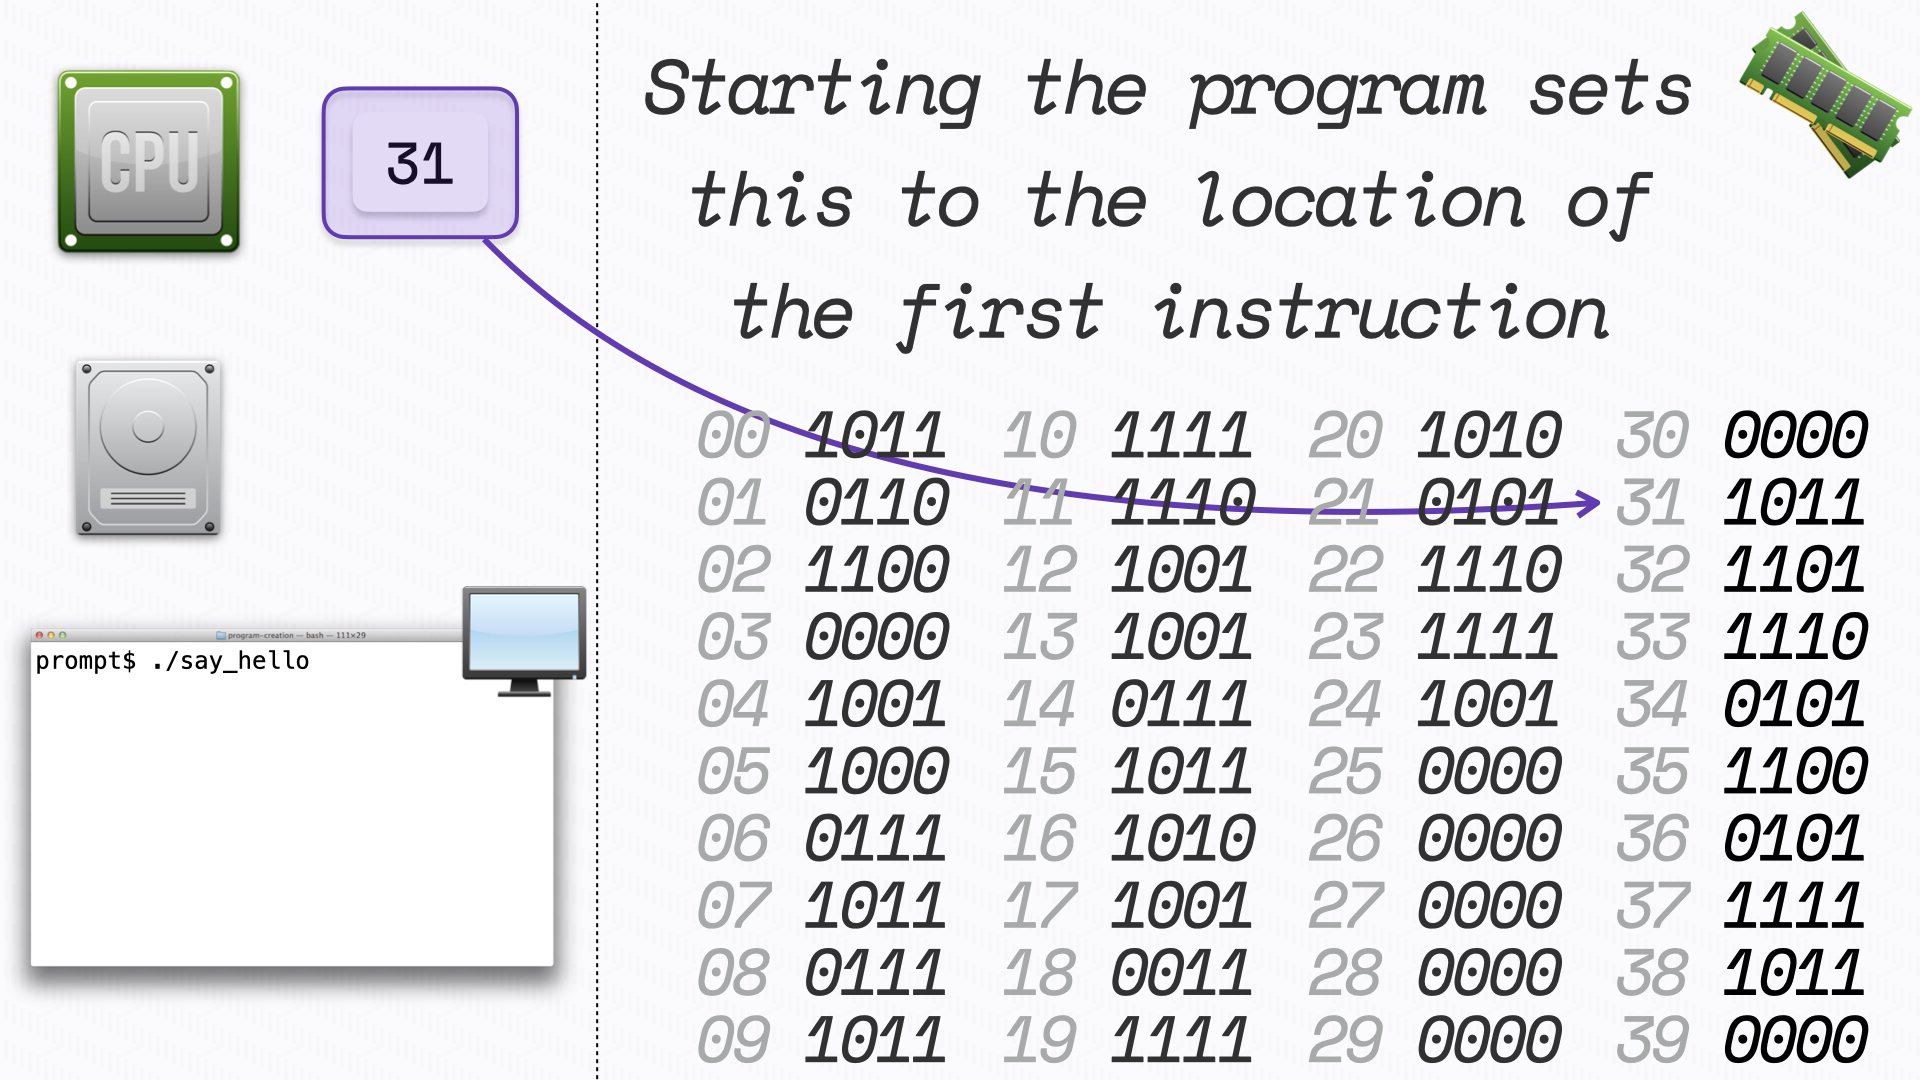 CPU
31
Starting the program sets
this to the location of
the first instruction
program-creation — bash — 111×29
prompt$ ./say_hello
00 1011 10 1111 20 1010 30 0000
01 0110 11 1110 21 0101 31 1011
02 1100 12 1001 22 1110 32 1101
03 0000 13 1001 23 1111 33 1110
04 1001 14 0111 24 1001 34 0101
05 1000 15 1011 25 0000 35 1100
06 0111 16 1010 26 0000 36 0101
07 1011 17 1001 27 0000 37 1111
08 0111 18 0011 28 0000 38 1011
09 1011 19 1111 29 0000 39 0000